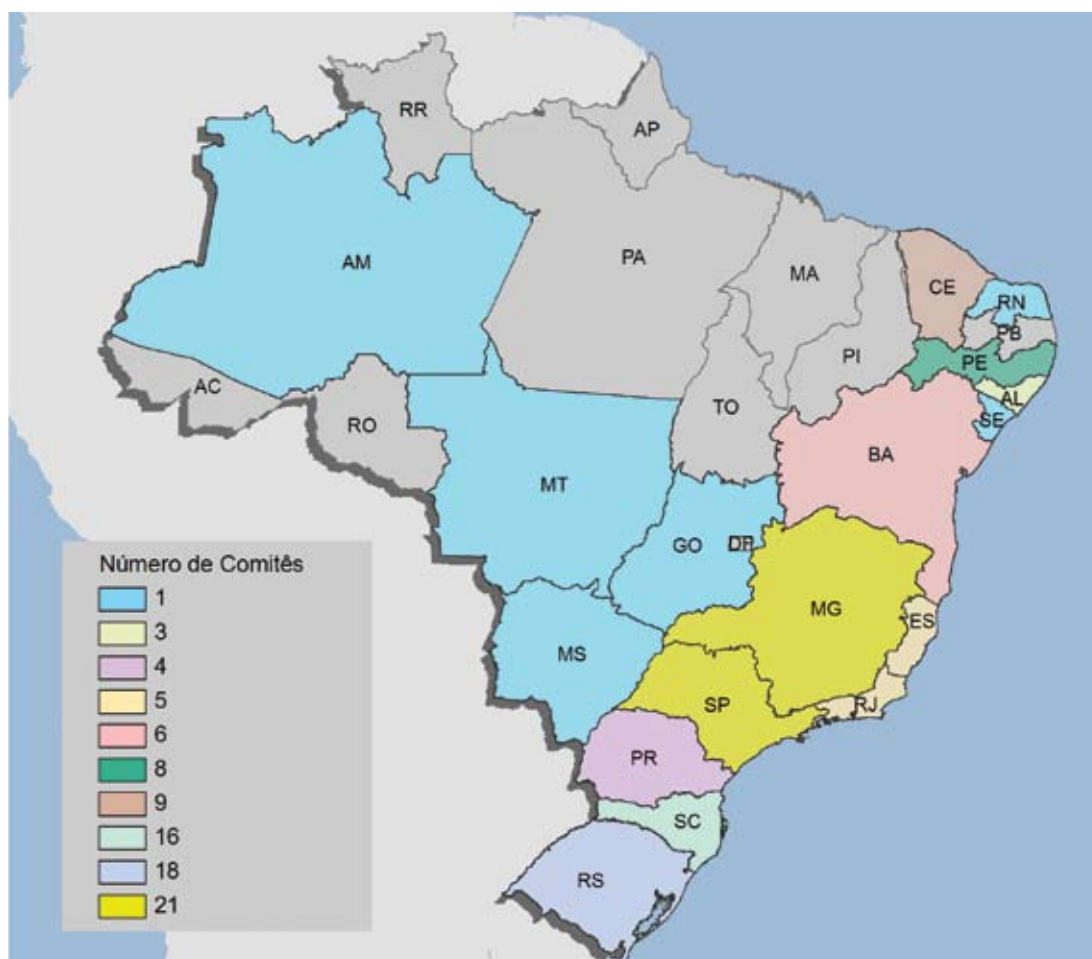 RR
AP
AM
PA
MA
CE
RN
PB
PI
PE
AC
TO
AL
RO
SE
BA
MT
GO
DF
Número de Comitês
1
3
4
5
6
8
9
16
18
21
MG
ES
MS
SP
RJ
PR
SC
RS